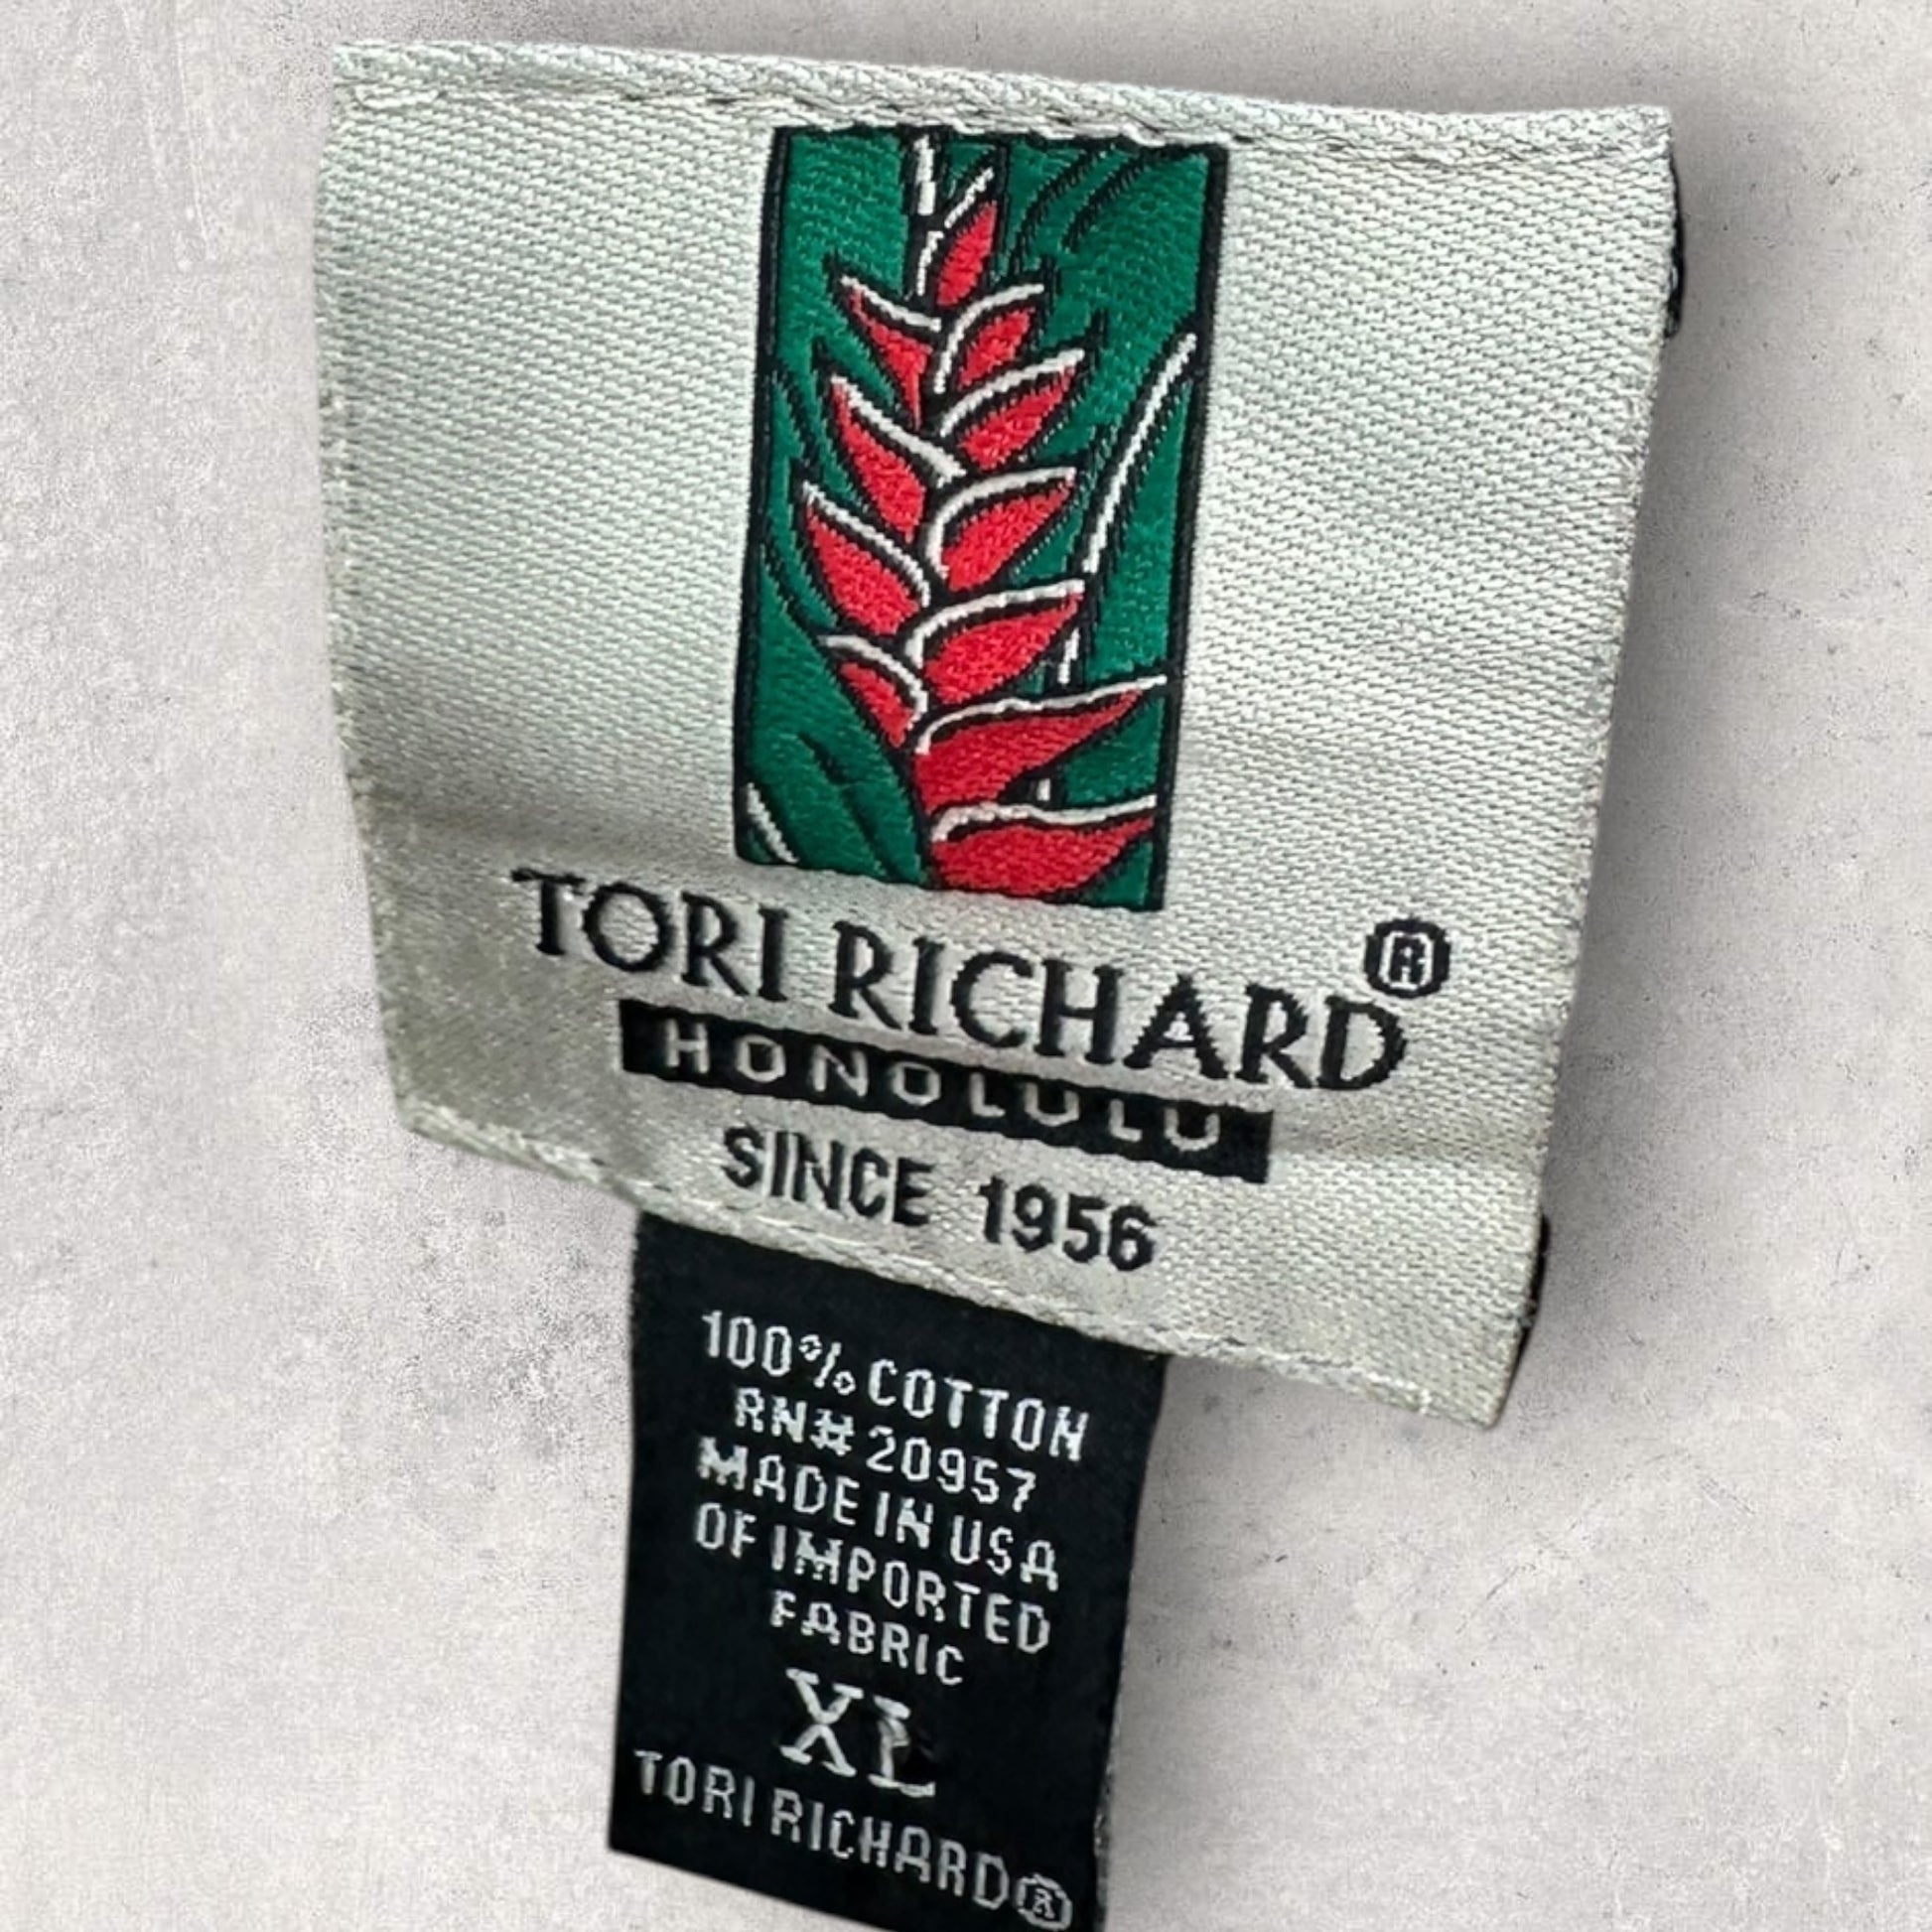 TORI RICHARD®
HONOLULU
SINCE 1956
100% COTTON
RN# 20957
MADE IN USA
OF IMPORTED
FABRIC
XL
TORI RICHARD®